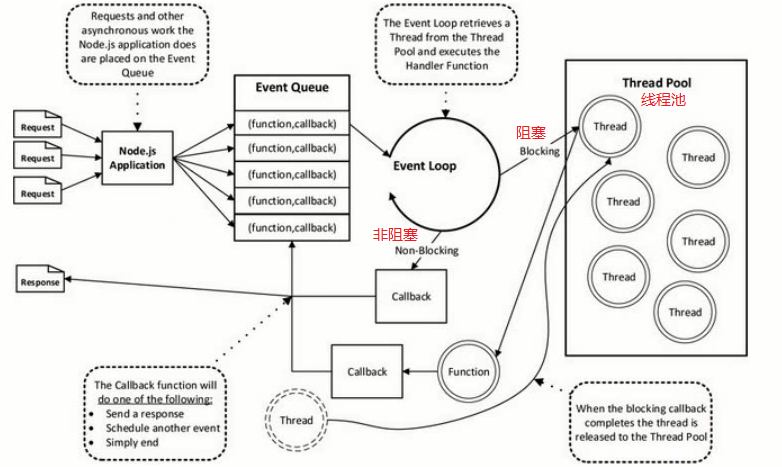 Requests and other
asynchronous work the
Node.js application does
are placed on the Event
Queue
The Event Loop retrieves a
Thread from the Thread
Pool and executes the
Handler Function
Event Queue
(function,callback)
(function,callback)
(function,callback)
(function,callback)
(function,callback)
Request
Request
Request
Node.js
Application
Event Loop
阻塞
Blocking
Thread Pool
线程池
Thread
Thread
Thread
Thread
Thread
Thread
非阻塞
Non-Blocking
Callback
Response
Callback
Function
Thread
The Callback function will
do one of the following:
• Send a response
• Schedule another event
• Simply end
When the blocking callback
completes the thread is
released to the Thread Pool